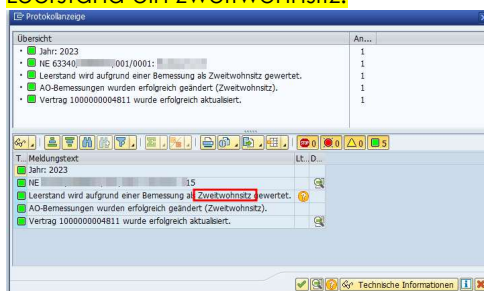 Leerstand ein Zweitwohnsitz.
Protokollanzeige
Übersicht An...
Jahr: 2023 1
NE 63340, ,001/0001: 1
Leerstand wird aufgrund einer Bemessung als Zweitwohnsitz gewertet. 1
AO-Bemessungen wurden erfolgreich geändert (Zweitwohnsitz). 1
Vertrag 1000000004811 wurde erfolgreich aktualisiert. 1
0 0 0 5
T... Meldungstext Lt... D...
Jahr: 2023
NE 15
Leerstand wird aufgrund einer Bemessung als Zweitwohnsitz gewertet.
AO-Bemessungen wurden erfolgreich geändert (Zweitwohnsitz).
Vertrag 1000000004811 wurde erfolgreich aktualisiert.
Technische Informationen